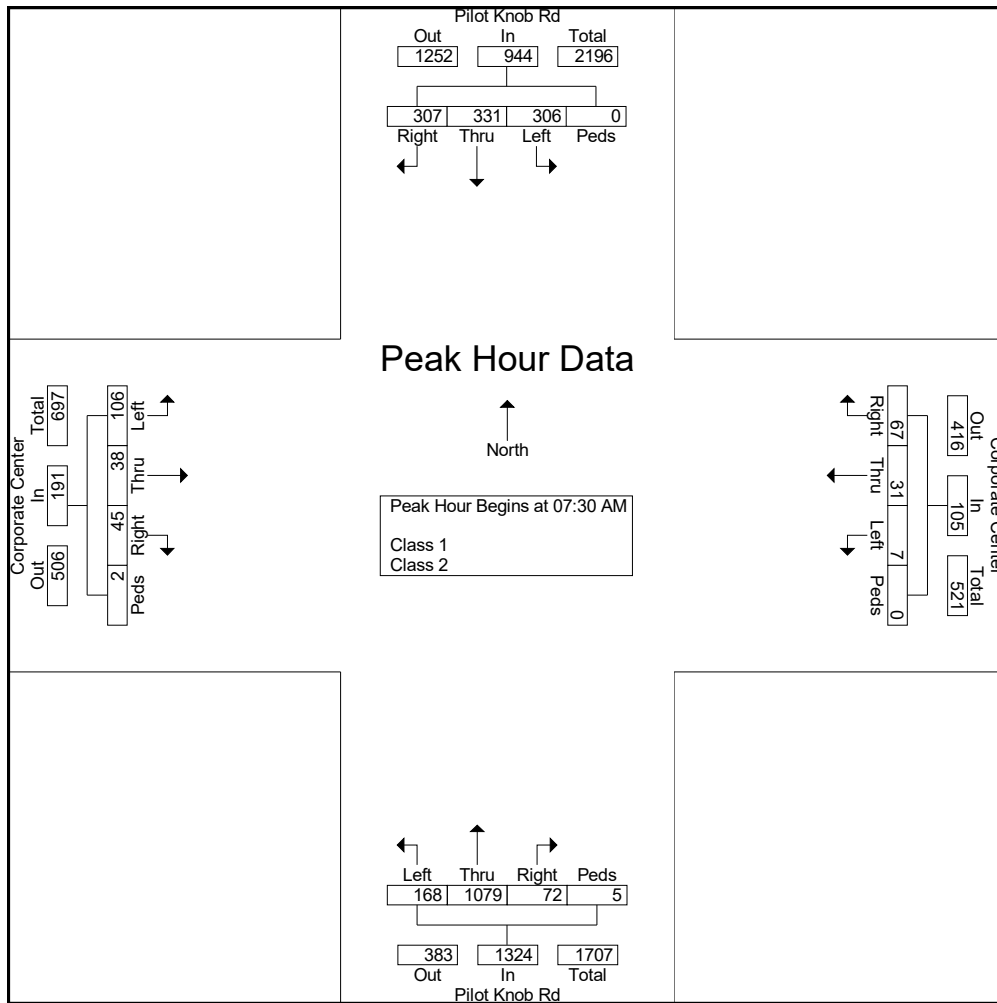 Pilot Knob Rd
Out In Total
1252 944 2196
307 331 306 0
Right Thru Left Peds
Peak Hour Data
North
Peak Hour Begins at 07:30 AM
Class 1
Class 2
Corporate Center
Total In Out
697 191 506
106 38 45 2
Left Thru Right Peds
Right Thru Left Peds
67 31 7 0
Out In Total
416 105 521
Corporate Center
Left Thru Right Peds
168 1079 72 5
383 1324 1707
Out In Total
Pilot Knob Rd